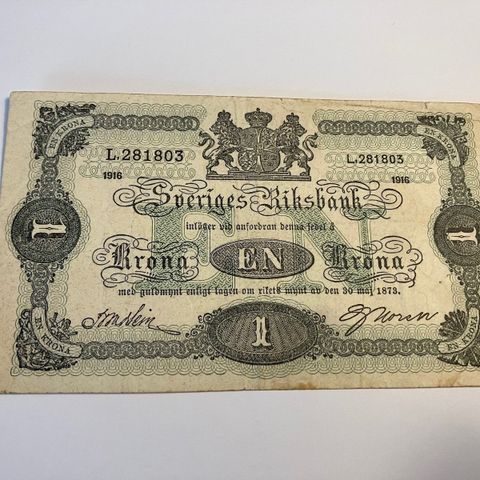 EN KRONA EN KRONA
L.281803 L.281803
1916 1916
Sveriges Riksbank
inlöser vid anfordran denna sedel å
1 Krona EN Krona 1
med guldmynt enligt lagen om rikets mynt av den 30 maj 1873.
1
EN KRONA EN KRONA